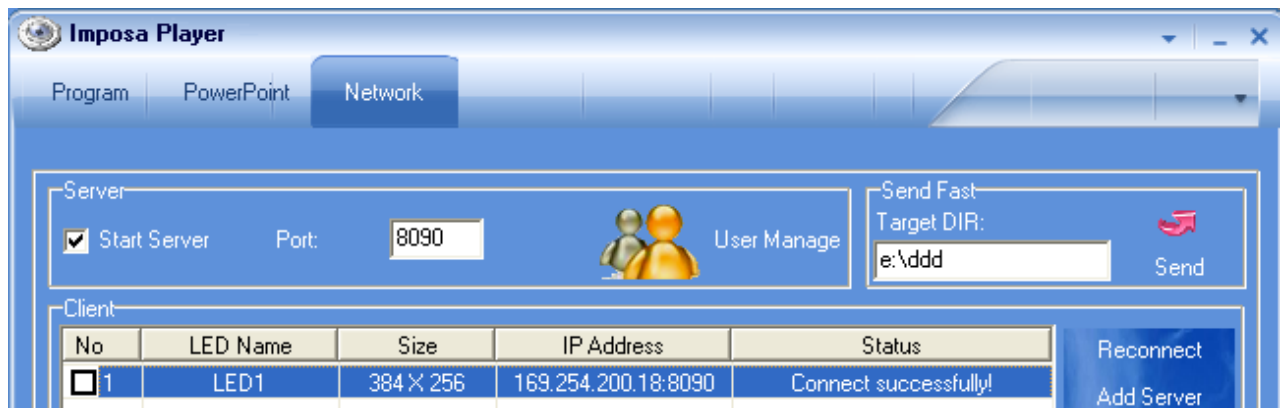 Imposa Player
Program PowerPoint Network
Server
Start Server Port: 8090 User Manage
Send Fast
Target DIR:
e:\ddd
Send
Client
No LED Name Size IP Address Status
1 LED1 384 X 256 169.254.200.18:8090 Connect successfully!
Reconnect
Add Server